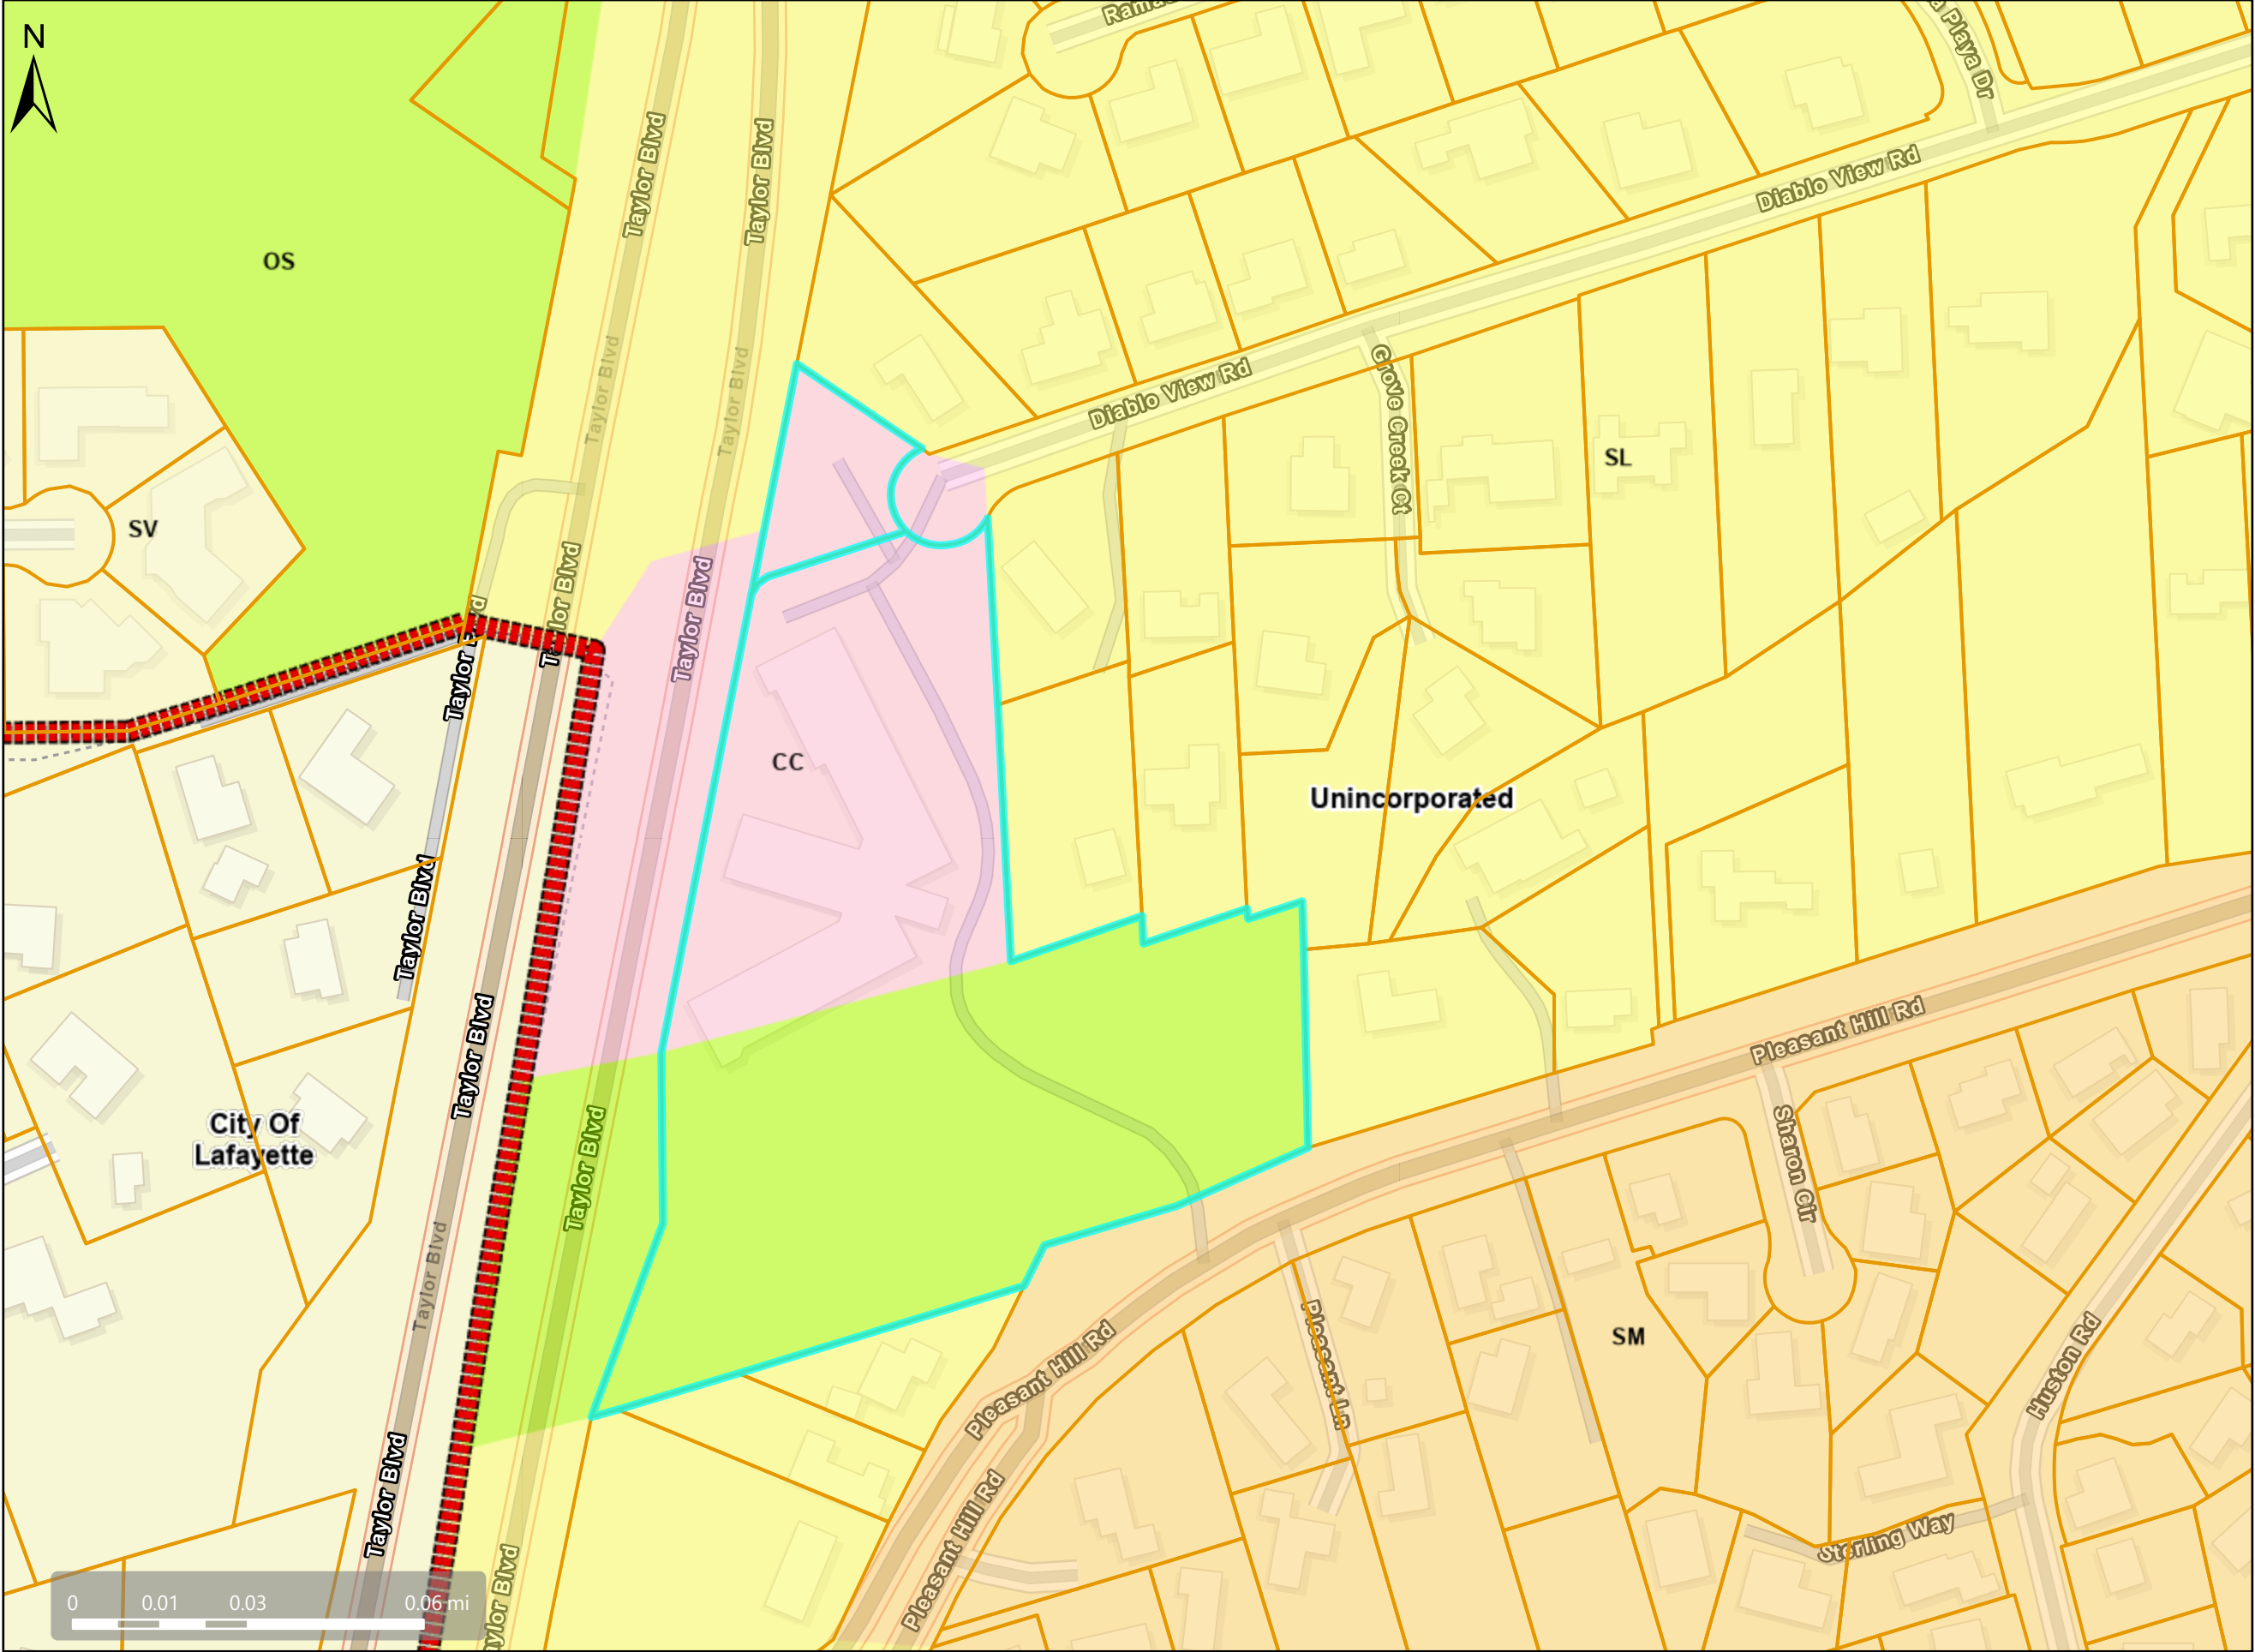 N
a Playa Dr
Taylor Blvd
Taylor Blvd
Diablo View Rd
OS
Taylor Blvd
Taylor Blvd
Diablo View Rd
Grove Creek Ct
SL
SV
Taylor Blvd
Taylor Blvd
Taylor Blvd
CC
Unincorporated
Taylor Blvd
Taylor Blvd
Pleasant Hill Rd
City Of
Lafayette
Taylor Blvd
Sharon Cir
Taylor Blvd
Pleasant Hill Rd
Pleasant Ln
SM
Huston Rd
Taylor Blvd
Pleasant Hill Rd
Sterling Way
Taylor Blvd
0 0.01 0.03 0.06 mi